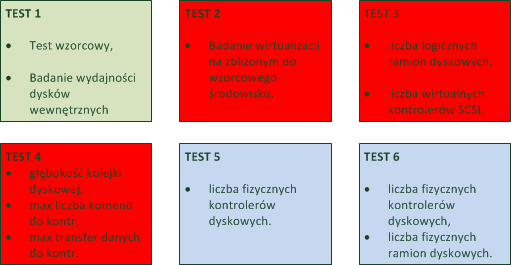 TEST 1
• Test wzorcowy,
• Badanie wydajności
dysków
wewnętrznych
TEST 2
• Badanie wirtualizacji
na zbliżonym do
wzorcowego
środowisku.
TEST 3
• liczba logicznych
ramion dyskowych,
• liczba wirtualnych
kontrolerów SCSI.
TEST 4
• głębokość kolejki
dyskowej,
• max liczba komend
do kontr,
• max transfer danych
do kontr.
TEST 5
• liczba fizycznych
kontrolerów
dyskowych.
TEST 6
• liczba fizycznych
kontrolerów
dyskowych,
• liczba fizycznych
ramion dyskowych.